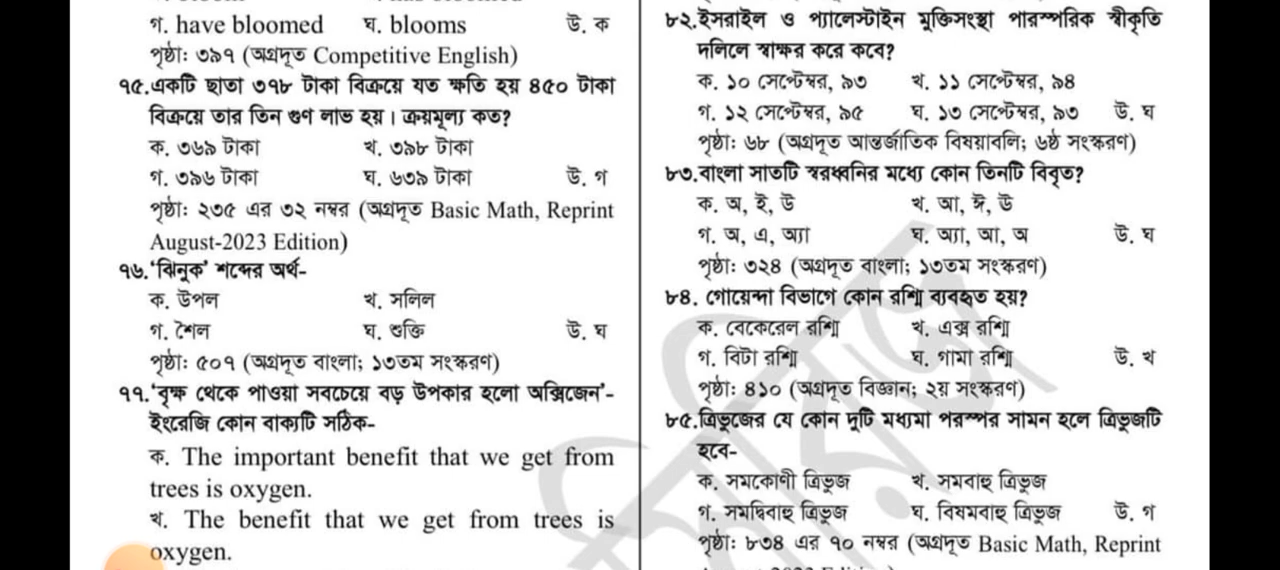 গ. have bloomed ঘ. blooms উ. ক
পৃষ্ঠা: ৩৯৭ (অগ্রদূত Competitive English)
৭৫.একটি ছাতা ৩৭৮ টাকা বিক্রয়ে যত ক্ষতি হয় ৪৫০ টাকা
বিক্রয়ে তার তিন গুণ লাভ হয়। ক্রয়মূল্য কত?
ক. ৩৬৯ টাকা খ. ৩৯৮ টাকা
গ. ৩৯৬ টাকা ঘ. ৬৩৯ টাকা উ. গ
পৃষ্ঠা: ২৩৫ এর ৩২ নম্বর (অগ্রদূত Basic Math, Reprint
August-2023 Edition)
৭৬.‘ঝিনুক’ শব্দের অর্থ-
ক. উপল খ. সলিল
গ. শৈল ঘ. শুক্তি উ. ঘ
পৃষ্ঠা: ৫০৭ (অগ্রদূত বাংলা; ১৩তম সংস্করণ)
৭৭.‘বৃক্ষ থেকে পাওয়া সবচেয়ে বড় উপকার হলো অক্সিজেন’-
ইংরেজি কোন বাক্যটি সঠিক-
ক. The important benefit that we get from
trees is oxygen.
খ. The benefit that we get from trees is
oxygen.
৮২.ইসরাইল ও প্যালেস্টাইন মুক্তিসংস্থা পারস্পরিক স্বীকৃতি
দলিলে স্বাক্ষর করে কবে?
ক. ১০ সেপ্টেম্বর, ৯৩ খ. ১১ সেপ্টেম্বর, ৯৪
গ. ১২ সেপ্টেম্বর, ৯৫ ঘ. ১৩ সেপ্টেম্বর, ৯৩ উ. ঘ
পৃষ্ঠা: ৬৮ (অগ্রদূত আন্তর্জাতিক বিষয়াবলি; ৬ষ্ঠ সংস্করণ)
৮৩.বাংলা সাতটি স্বরধ্বনির মধ্যে কোন তিনটি বিবৃত?
ক. অ, ই, উ খ. আ, ঈ, উ
গ. অ, এ, অ্যা ঘ. অ্যা, আ, অ উ. ঘ
পৃষ্ঠা: ৩২৪ (অগ্রদূত বাংলা; ১৩তম সংস্করণ)
৮৪. গোয়েন্দা বিভাগে কোন রশ্মি ব্যবহৃত হয়?
ক. বেকেরেল রশ্মি খ. এক্স রশ্মি
গ. বিটা রশ্মি ঘ. গামা রশ্মি উ. খ
পৃষ্ঠা: ৪১০ (অগ্রদূত বিজ্ঞান; ২য় সংস্করণ)
৮৫.ত্রিভুজের যে কোন দুটি মধ্যমা পরস্পর সামন হলে ত্রিভুজটি
হবে-
ক. সমকোণী ত্রিভুজ খ. সমবাহু ত্রিভুজ
গ. সমদ্বিবাহু ত্রিভুজ ঘ. বিষমবাহু ত্রিভুজ উ. গ
পৃষ্ঠা: ৮৩৪ এর ৭০ নম্বর (অগ্রদূত Basic Math, Reprint